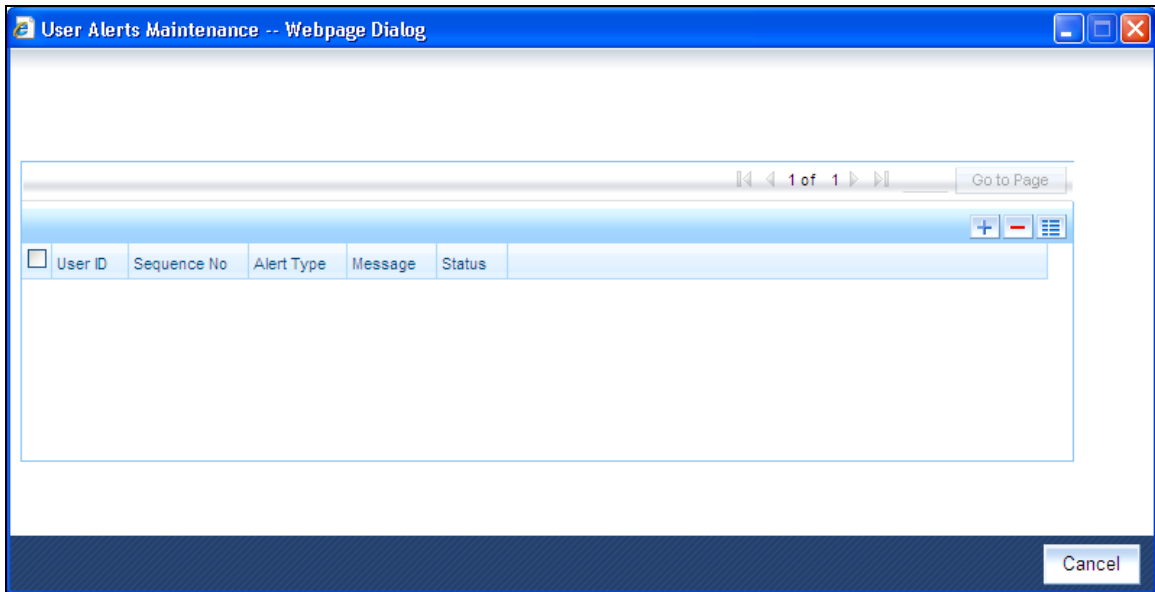 User Alerts Maintenance -- Webpage Dialog
1 of 1 Go to Page
User ID Sequence No Alert Type Message Status
Cancel